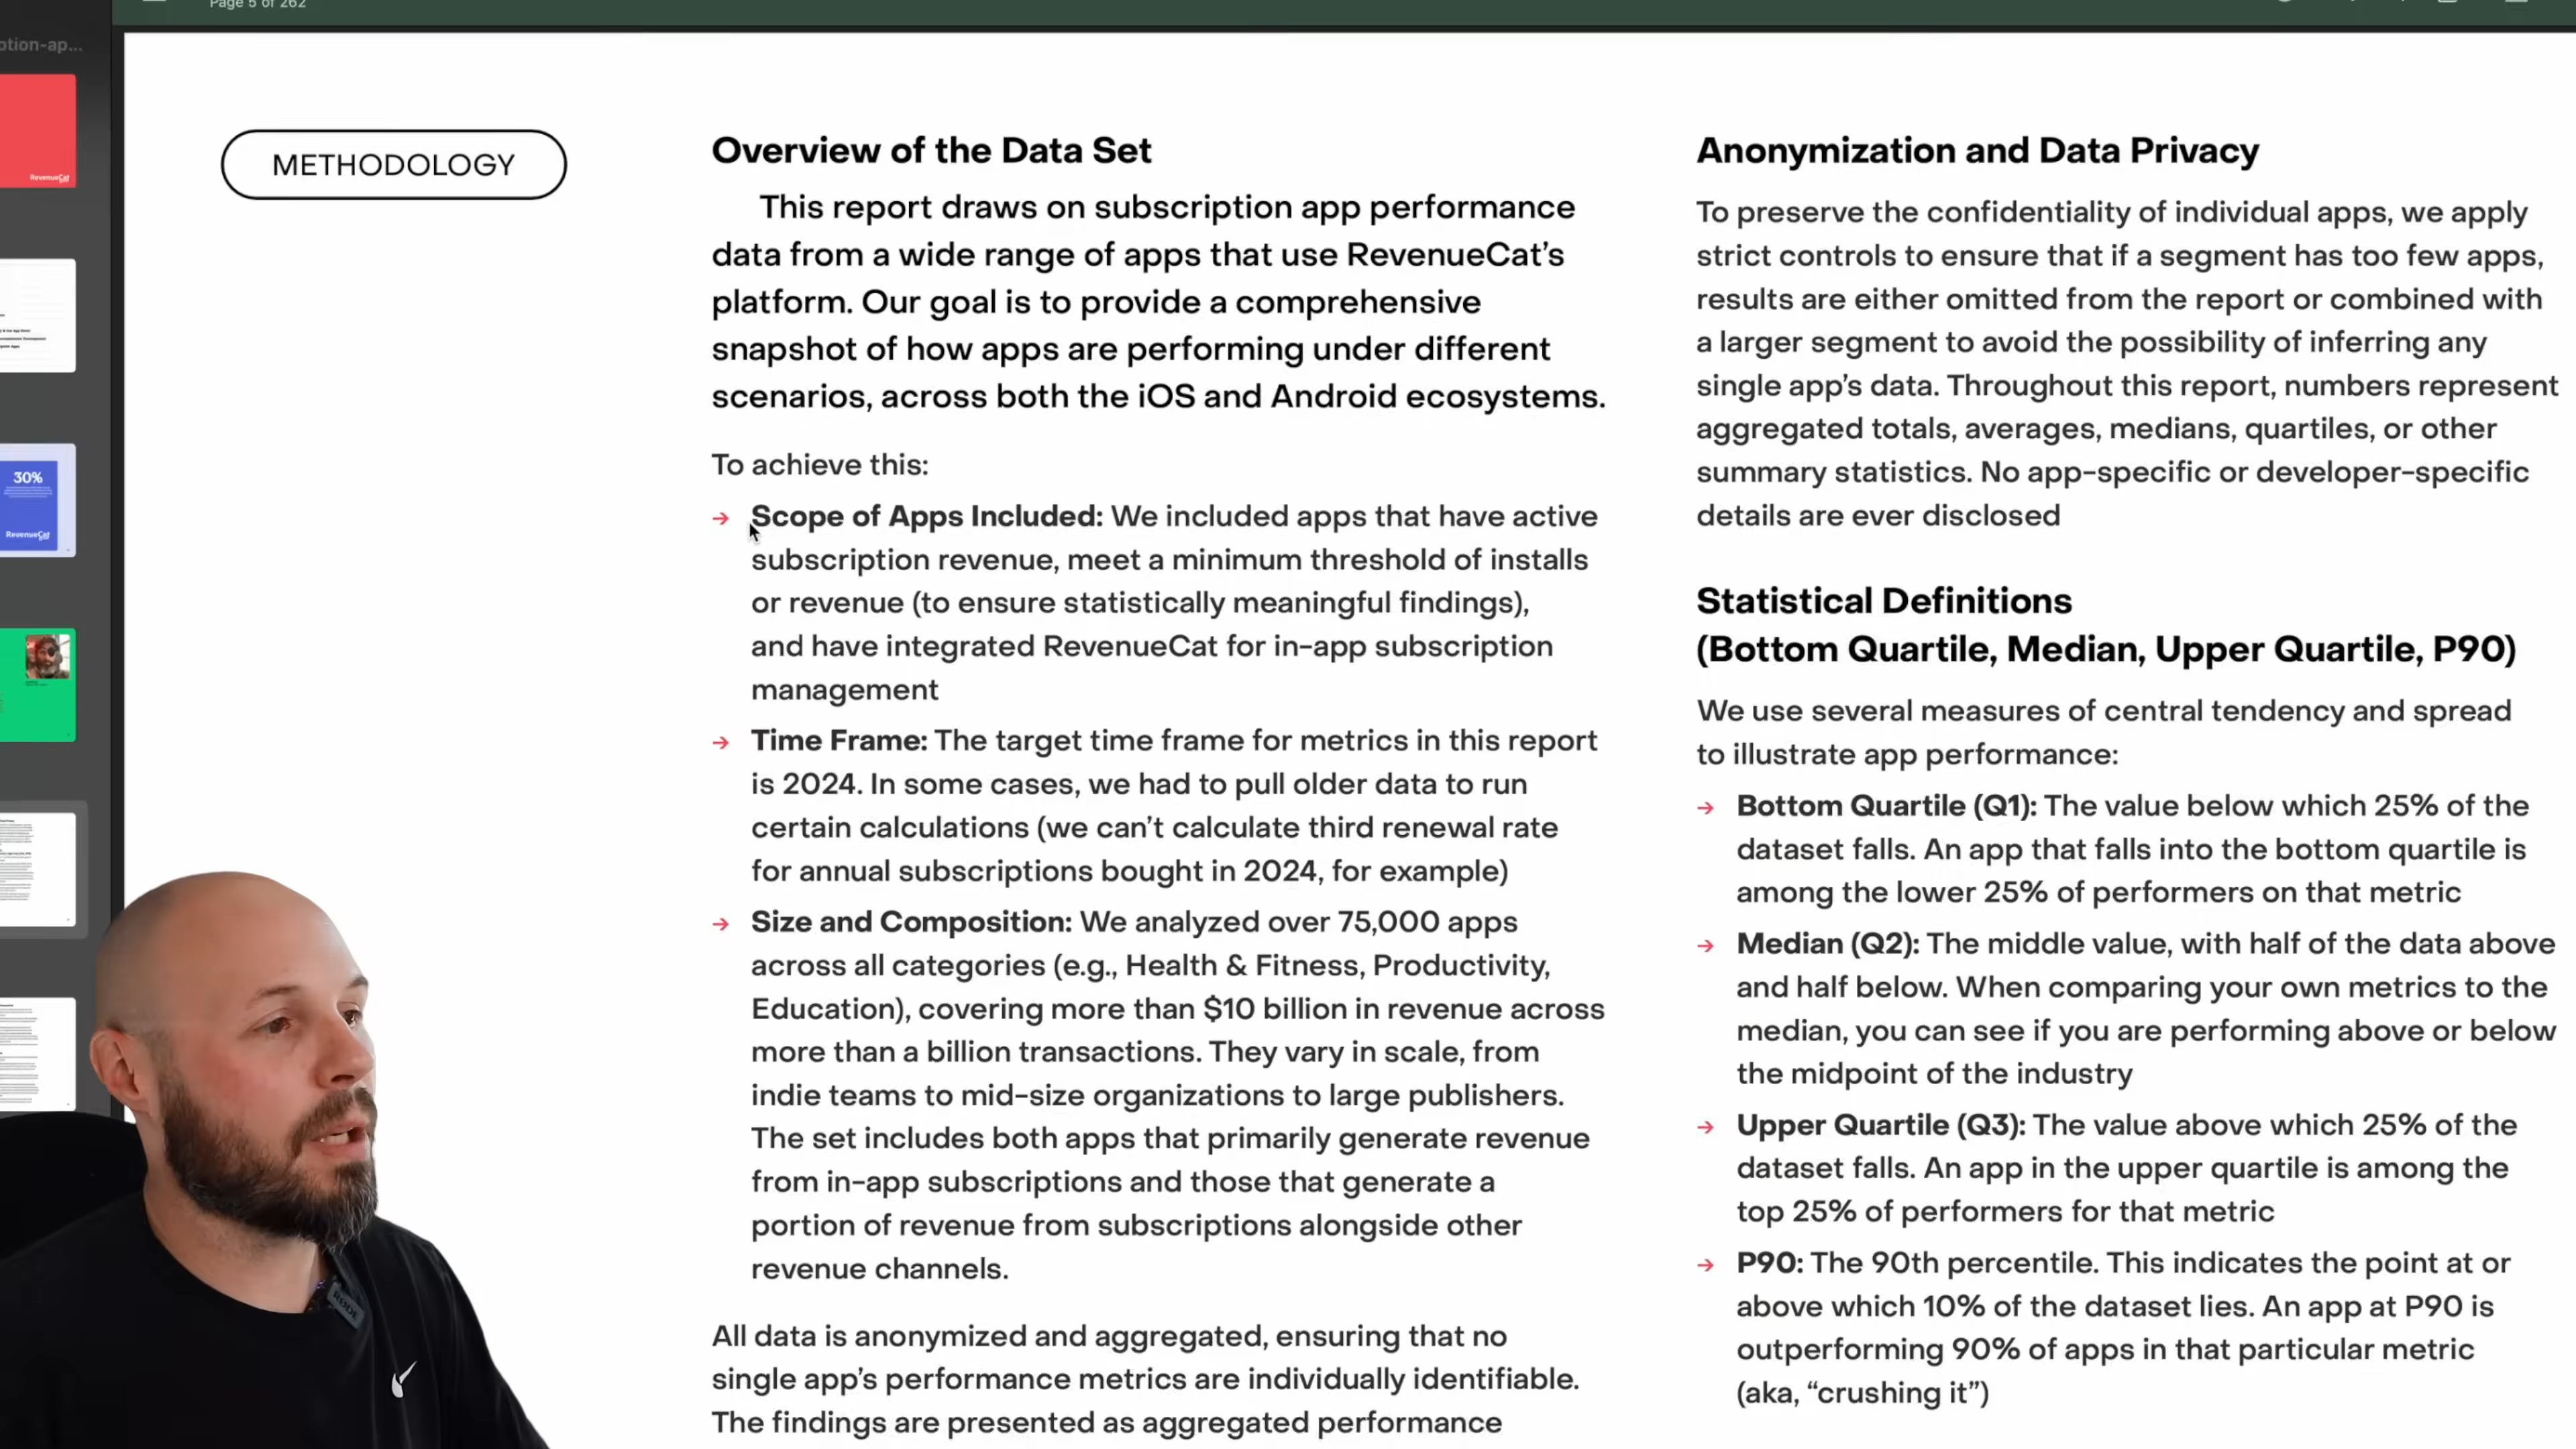 Page 5 of 262
otion-ap...
RevenueCat
30%
RevenueCat
METHODOLOGY
Overview of the Data Set
This report draws on subscription app performance
data from a wide range of apps that use RevenueCat's
platform. Our goal is to provide a comprehensive
snapshot of how apps are performing under different
scenarios, across both the iOS and Android ecosystems.
To achieve this:
→ Scope of Apps Included: We included apps that have active
subscription revenue, meet a minimum threshold of installs
or revenue (to ensure statistically meaningful findings),
and have integrated RevenueCat for in-app subscription
management
→ Time Frame: The target time frame for metrics in this report
is 2024. In some cases, we had to pull older data to run
certain calculations (we can't calculate third renewal rate
for annual subscriptions bought in 2024, for example)
→ Size and Composition: We analyzed over 75,000 apps
across all categories (e.g., Health & Fitness, Productivity,
Education), covering more than $10 billion in revenue across
more than a billion transactions. They vary in scale, from
indie teams to mid-size organizations to large publishers.
The set includes both apps that primarily generate revenue
from in-app subscriptions and those that generate a
portion of revenue from subscriptions alongside other
revenue channels.
All data is anonymized and aggregated, ensuring that no
single app's performance metrics are individually identifiable.
The findings are presented as aggregated performance
Anonymization and Data Privacy
To preserve the confidentiality of individual apps, we apply
strict controls to ensure that if a segment has too few apps,
results are either omitted from the report or combined with
a larger segment to avoid the possibility of inferring any
single app's data. Throughout this report, numbers represent
aggregated totals, averages, medians, quartiles, or other
summary statistics. No app-specific or developer-specific
details are ever disclosed
Statistical Definitions
(Bottom Quartile, Median, Upper Quartile, P90)
We use several measures of central tendency and spread
to illustrate app performance:
→ Bottom Quartile (Q1): The value below which 25% of the
dataset falls. An app that falls into the bottom quartile is
among the lower 25% of performers on that metric
→ Median (Q2): The middle value, with half of the data above
and half below. When comparing your own metrics to the
median, you can see if you are performing above or below
the midpoint of the industry
→ Upper Quartile (Q3): The value above which 25% of the
dataset falls. An app in the upper quartile is among the
top 25% of performers for that metric
→ P90: The 90th percentile. This indicates the point at or
above which 10% of the dataset lies. An app at P90 is
outperforming 90% of apps in that particular metric
(aka, “crushing it”)
RODE